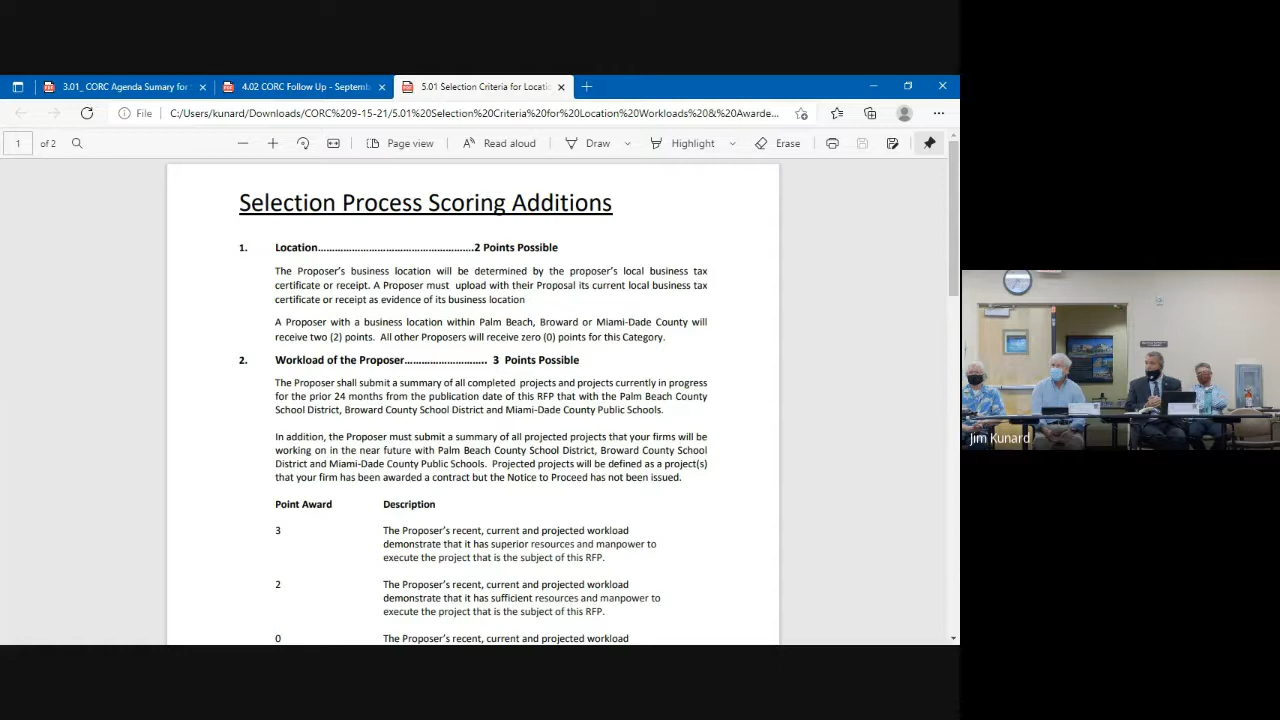 3.01_ CORC Agenda Sumary for
4.02 CORC Follow Up - Septemb
5.01 Selection Criteria for Locatio
File
C:/Users/kunard/Downloads/CORC%209-15-21/5.01%20Selection%20Criteria%20for%20Location%20Workloads%20&%20Awarde...
1 of 2
Page view
Read aloud
Draw
Highlight
Erase
Selection Process Scoring Additions
1. Location……………………………………….2 Points Possible
The Proposer's business location will be determined by the proposer's local business tax
certificate or receipt. A Proposer must upload with their Proposal its current local business tax
certificate or receipt as evidence of its business location
A Proposer with a business location within Palm Beach, Broward or Miami-Dade County will
receive two (2) points. All other Proposers will receive zero (0) points for this Category.
2. Workload of the Proposer…………………….. 3 Points Possible
The Proposer shall submit a summary of all completed projects and projects currently in progress
for the prior 24 months from the publication date of this RFP that with the Palm Beach County
School District, Broward County School District and Miami-Dade County Public Schools.
In addition, the Proposer must submit a summary of all projected projects that your firms will be
working on in the near future with Palm Beach County School District, Broward County School
District and Miami-Dade County Public Schools. Projected projects will be defined as a project(s)
that your firm has been awarded a contract but the Notice to Proceed has not been issued.
Point Award Description
3 The Proposer's recent, current and projected workload
demonstrate that it has superior resources and manpower to
execute the project that is the subject of this RFP.
2 The Proposer's recent, current and projected workload
demonstrate that it has sufficient resources and manpower to
execute the project that is the subject of this RFP.
0 The Proposer's recent, current and projected workload
Jim Kunard